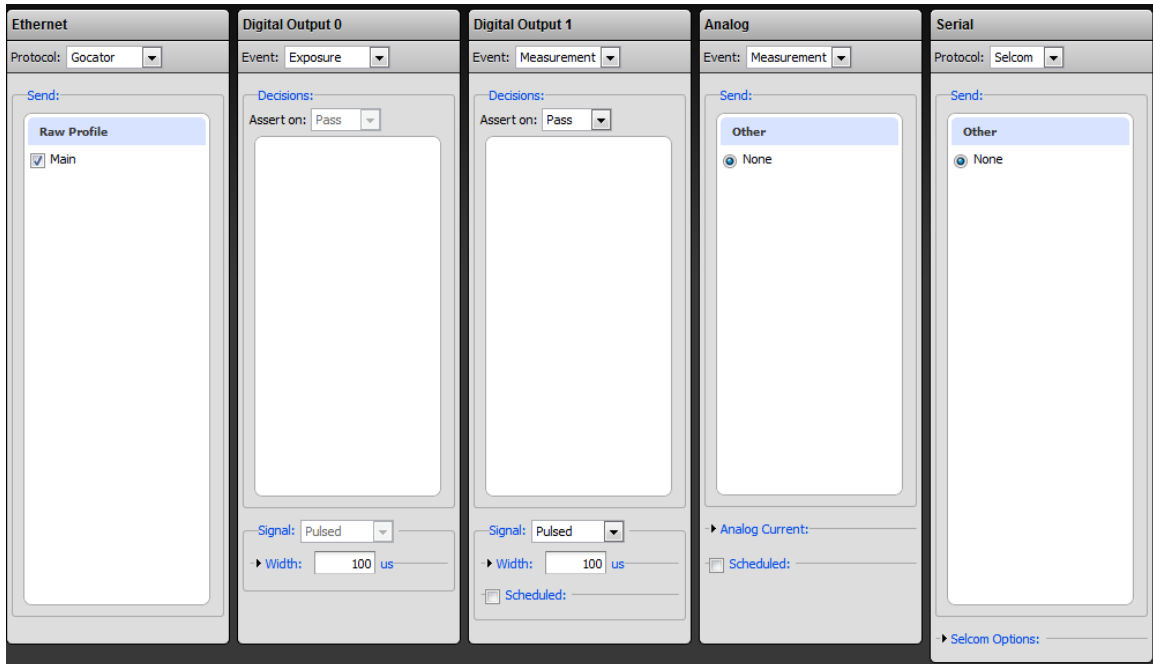 Ethernet
Protocol: Gocator
Send:
Raw Profile
Main
Digital Output 0
Event: Exposure
Decisions:
Assert on: Pass
Signal: Pulsed
Width: 100 us
Digital Output 1
Event: Measurement
Decisions:
Assert on: Pass
Signal: Pulsed
Width: 100 us
Scheduled:
Analog
Event: Measurement
Send:
Other
None
Analog Current:
Scheduled:
Serial
Protocol: Selcom
Send:
Other
None
Selcom Options: